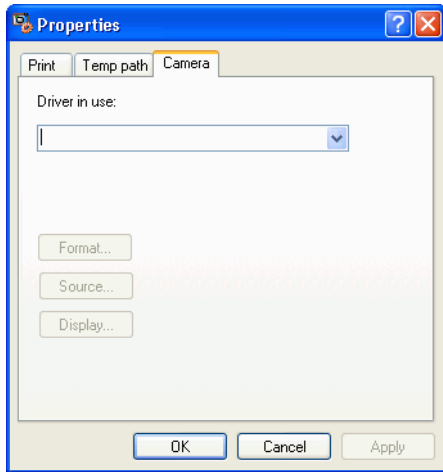 Properties
Print Temp path Camera
Driver in use:
Format...
Source...
Display...
OK Cancel Apply